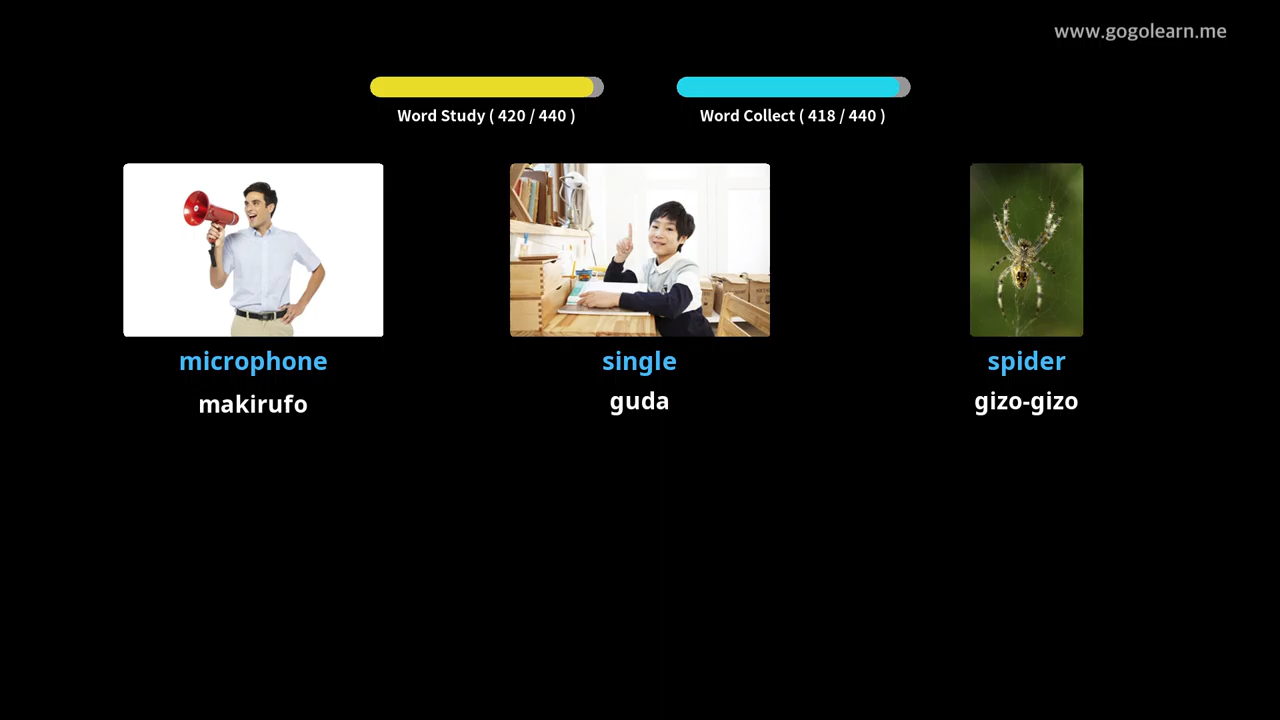 www.gogolearn.me
Word Study ( 420 / 440 )
Word Collect ( 418 / 440 )
microphone
single
spider
makirufo
guda
gizo-gizo